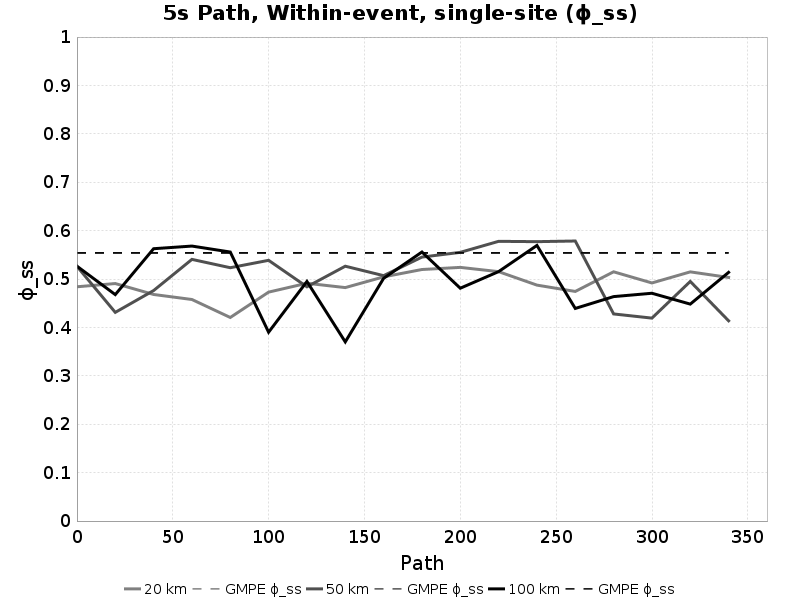 5s Path, Within-event, single-site (ϕ_ss)
1
0.9
0.8
0.7
0.6
0.5
0.4
0.3
0.2
0.1
0
ϕ_ss
0 50 100 150 200 250 300 350
Path
20 km GMPE ϕ_ss 50 km GMPE ϕ_ss 100 km GMPE ϕ_ss